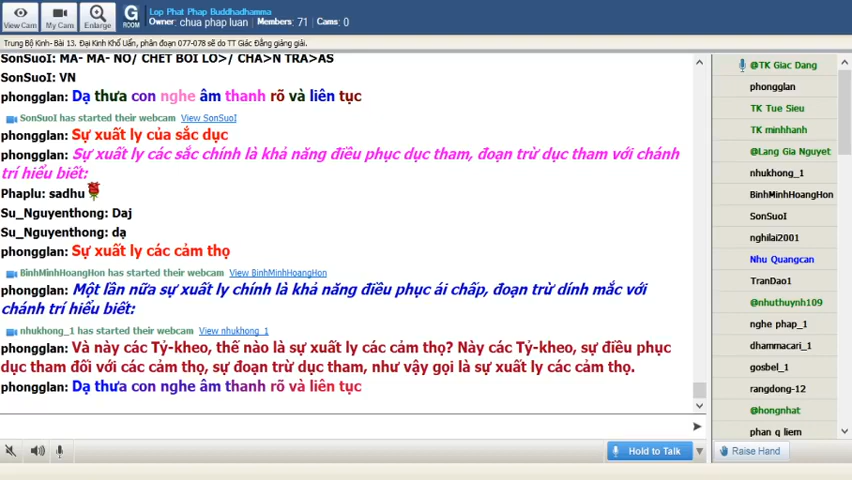 Lop Phat Phap Buddhadhamma
Owner: chua phap luan Members: 71 Cams: 0
View Cam
My Cam
Enlarge
G
ROOM
Trung Bộ Kinh- Bài 13. Đại Kinh Khổ Uẩn, phân đoạn 077-078 sẽ do TT Giác Đẳng giảng giải.
SonSuoI: MA- MA- NO/ CHET BOI LO>/ CHA>N TRA>AS
SonSuoI: VN
phongglan: Dạ thưa con nghe âm thanh rõ và liên tục
SonSuoI has started their webcam View SonSuoI
phongglan: Sự xuất ly của sắc dục
phongglan: Sự xuất ly các sắc chính là khả năng điều phục dục tham, đoạn trừ dục tham với chánh
trí hiểu biết:
Phaplu: sadhu
Su_Nguyenthong: Daj
Su_Nguyenthong: dạ
phongglan: Sự xuất ly các cảm thọ
BinhMinhHoangHon has started their webcam View BinhMinhHoangHon
phongglan: Một lần nữa sự xuất ly chính là khả năng điều phục ái chấp, đoạn trừ dính mắc với
chánh trí hiểu biết:
nhukhong_1 has started their webcam View nhukhong_1
phongglan: Và này các Tỷ-kheo, thế nào là sự xuất ly các cảm thọ? Này các Tỷ-kheo, sự điều phục
dục tham đối với các cảm thọ, sự đoạn trừ dục tham, như vậy gọi là sự xuất ly các cảm thọ.
phongglan: Dạ thưa con nghe âm thanh rõ và liên tục
Hold to Talk
@TK Giac Dang
phongglan
TK Tue Sieu
TK minhhanh
@Lang Gia Nguyet
nhukhong_1
BinhMinhHoangHon
SonSuoI
nghilai2001
Nhu Quangcan
TranDao1
@nhuthuynh109
nghe phap_1
dhammacari_1
gosbel_1
rangdong-12
@hongnhat
phan q liem
Raise Hand